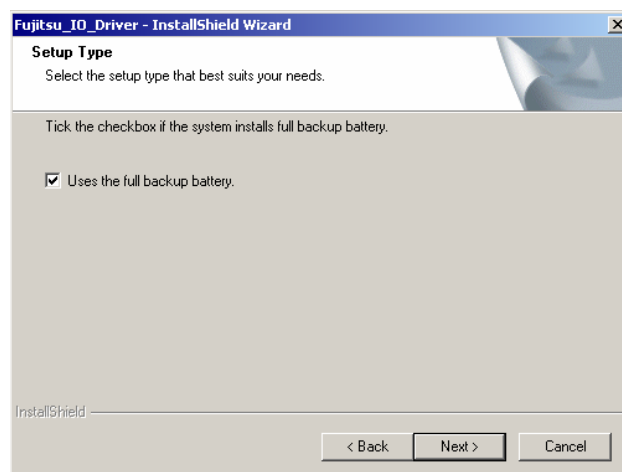 Fujitsu_IO_Driver - InstallShield Wizard
Setup Type
Select the setup type that best suits your needs.
Tick the checkbox if the system installs full backup battery.
Uses the full backup battery.
InstallShield
< Back
Next >
Cancel